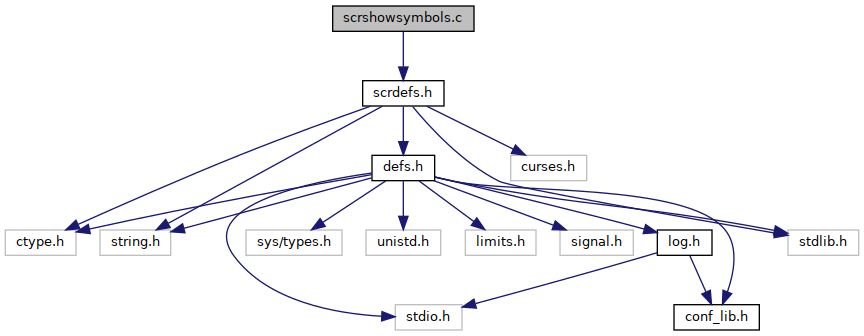 scrshowsymbols.c
scrdefs.h
defs.h
curses.h
ctype.h
string.h
sys/types.h
unistd.h
limits.h
signal.h
log.h
stdlib.h
stdio.h
conf_lib.h